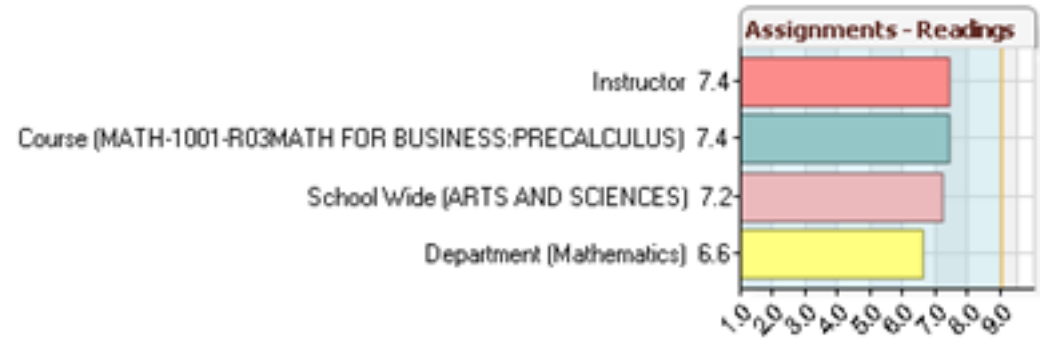 Assignments - Readings
Instructor 7.4
Course (MATH-1001-R03MATH FOR BUSINESS:PRECALCULUS) 7.4
School Wide (ARTS AND SCIENCES) 7.2
Department (Mathematics) 6.6
1.0 2.0 3.0 4.0 5.0 6.0 7.0 8.0 9.0